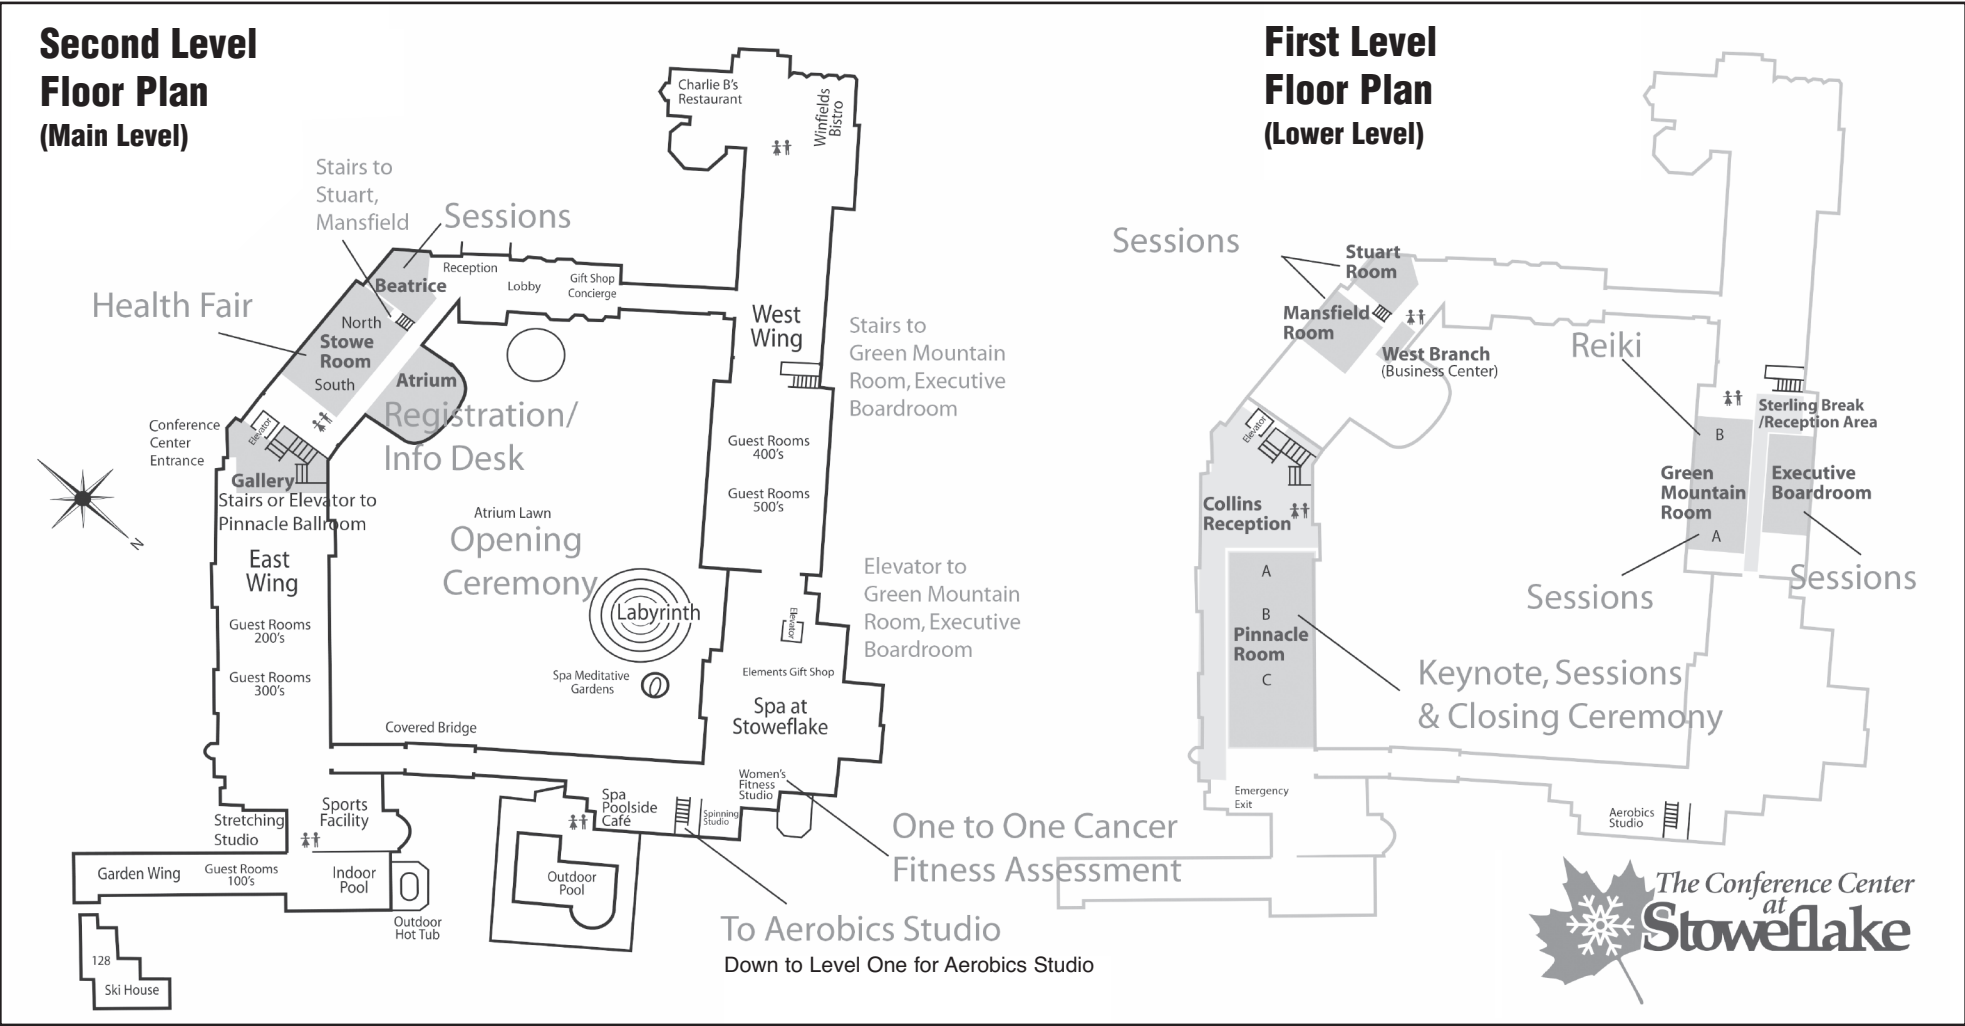 Second Level
Floor Plan
(Main Level)
Charlie B's
Restaurant
Winfields
Bistro
Stairs to
Stuart,
Mansfield
Sessions
Reception
Lobby
Gift Shop
Concierge
Beatrice
Health Fair
North
Stowe
Room
South
Atrium
Registration/
Info Desk
Conference
Center
Entrance
Elevator
Gallery
Stairs or Elevator to
Pinnacle Ballroom
N
West
Wing
Stairs to
Green Mountain
Room, Executive
Boardroom
Guest Rooms
400's
Guest Rooms
500's
Atrium Lawn
Opening
Ceremony
East
Wing
Guest Rooms
200's
Guest Rooms
300's
Labyrinth
Spa Meditative
Gardens
Elevator
Elevator to
Green Mountain
Room, Executive
Boardroom
Elements Gift Shop
Spa at
Stoweflake
Covered Bridge
Women's
Fitness
Studio
Spa
Poolside
Café
Spinning
Studio
Sports
Facility
Stretching
Studio
Garden Wing
Guest Rooms
100's
Indoor
Pool
Outdoor
Hot Tub
Outdoor
Pool
128
Ski House
One to One Cancer
Fitness Assessment
To Aerobics Studio
Down to Level One for Aerobics Studio
First Level
Floor Plan
(Lower Level)
Sessions
Stuart
Room
Mansfield
Room
West Branch
(Business Center)
Reiki
Sterling Break
/Reception Area
Elevator
Collins
Reception
B
Green
Mountain
Room
A
Executive
Boardroom
Sessions
Sessions
A
B
Pinnacle
Room
C
Keynote, Sessions
& Closing Ceremony
Emergency
Exit
Aerobics
Studio
The Conference Center
at
Stoweflake